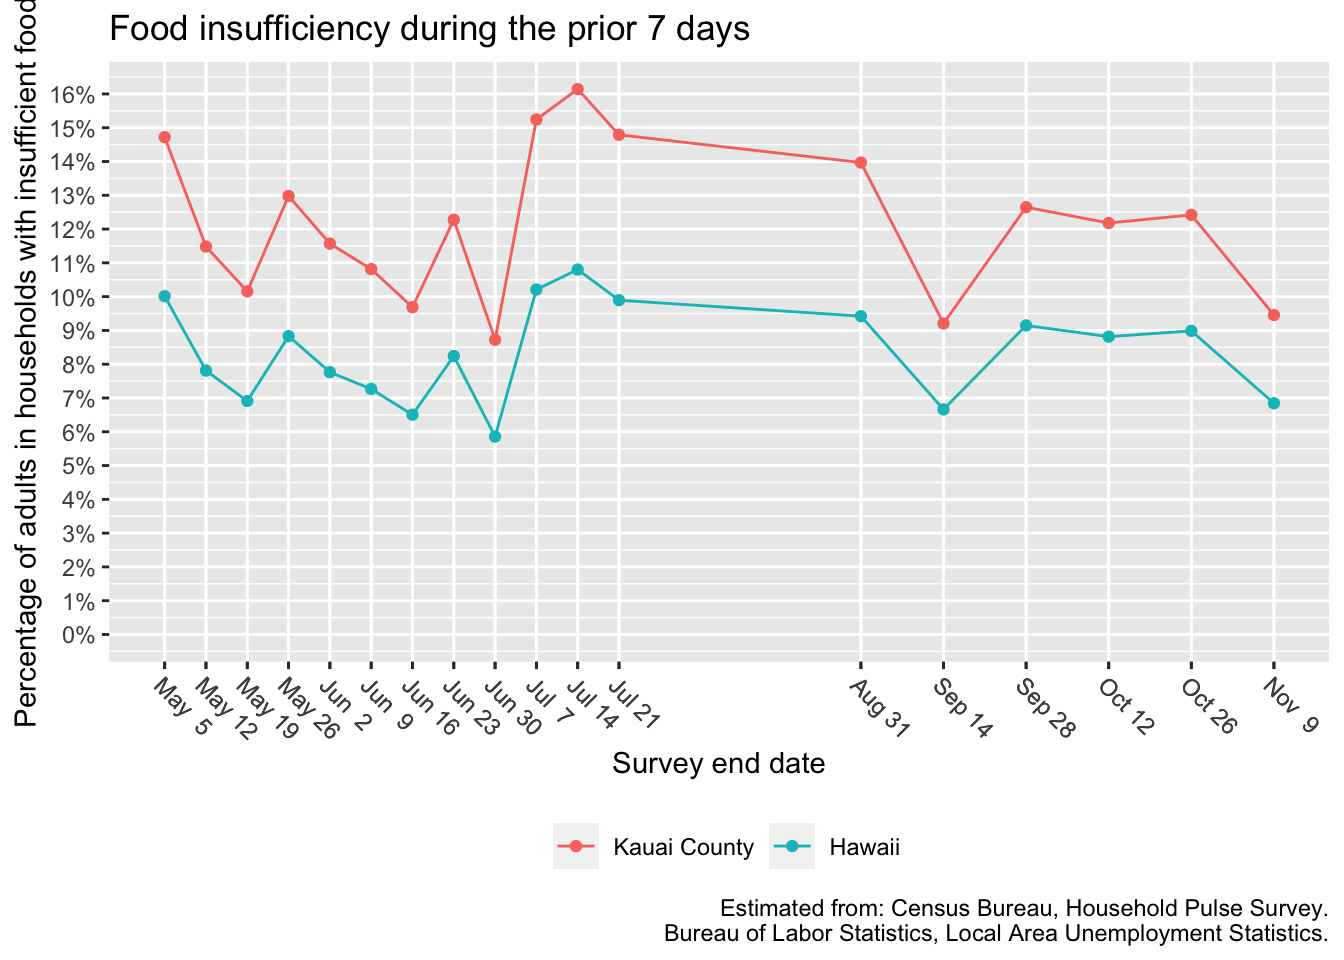 Food insufficiency during the prior 7 days
Percentage of adults in households with insufficient food
16%
15%
14%
13%
12%
11%
10%
9%
8%
7%
6%
5%
4%
3%
2%
1%
0%
May 5
May 12
May 19
May 26
Jun 2
Jun 9
Jun 16
Jun 23
Jun 30
Jul 7
Jul 14
Jul 21
Aug 31
Sep 14
Sep 28
Oct 12
Oct 26
Nov 9
Survey end date
Kauai County
Hawaii
Estimated from: Census Bureau, Household Pulse Survey.
Bureau of Labor Statistics, Local Area Unemployment Statistics.